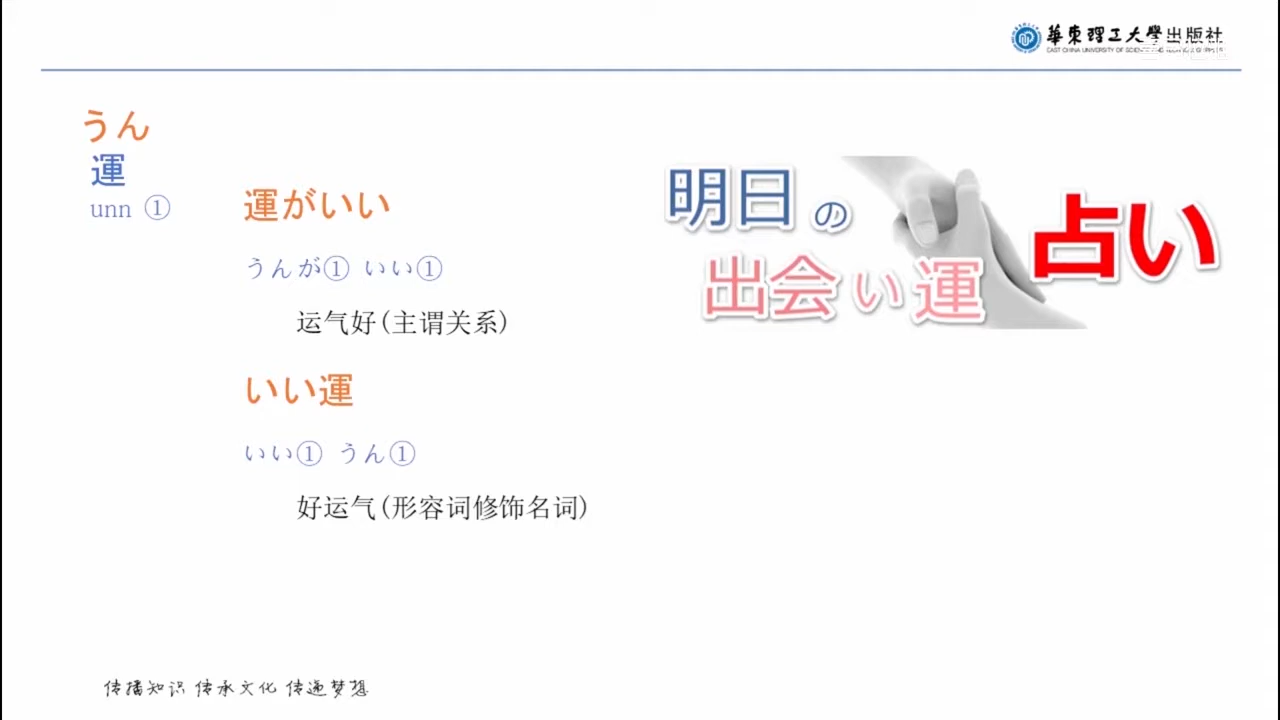 華東理工大學出版社
うん
運
unn ①
運がいい
うんが① いい①
运气好(主谓关系)
いい運
いい① うん①
好运气(形容词修饰名词)
明日の
出会い運
占い
传播知识 传承文化 传递梦想